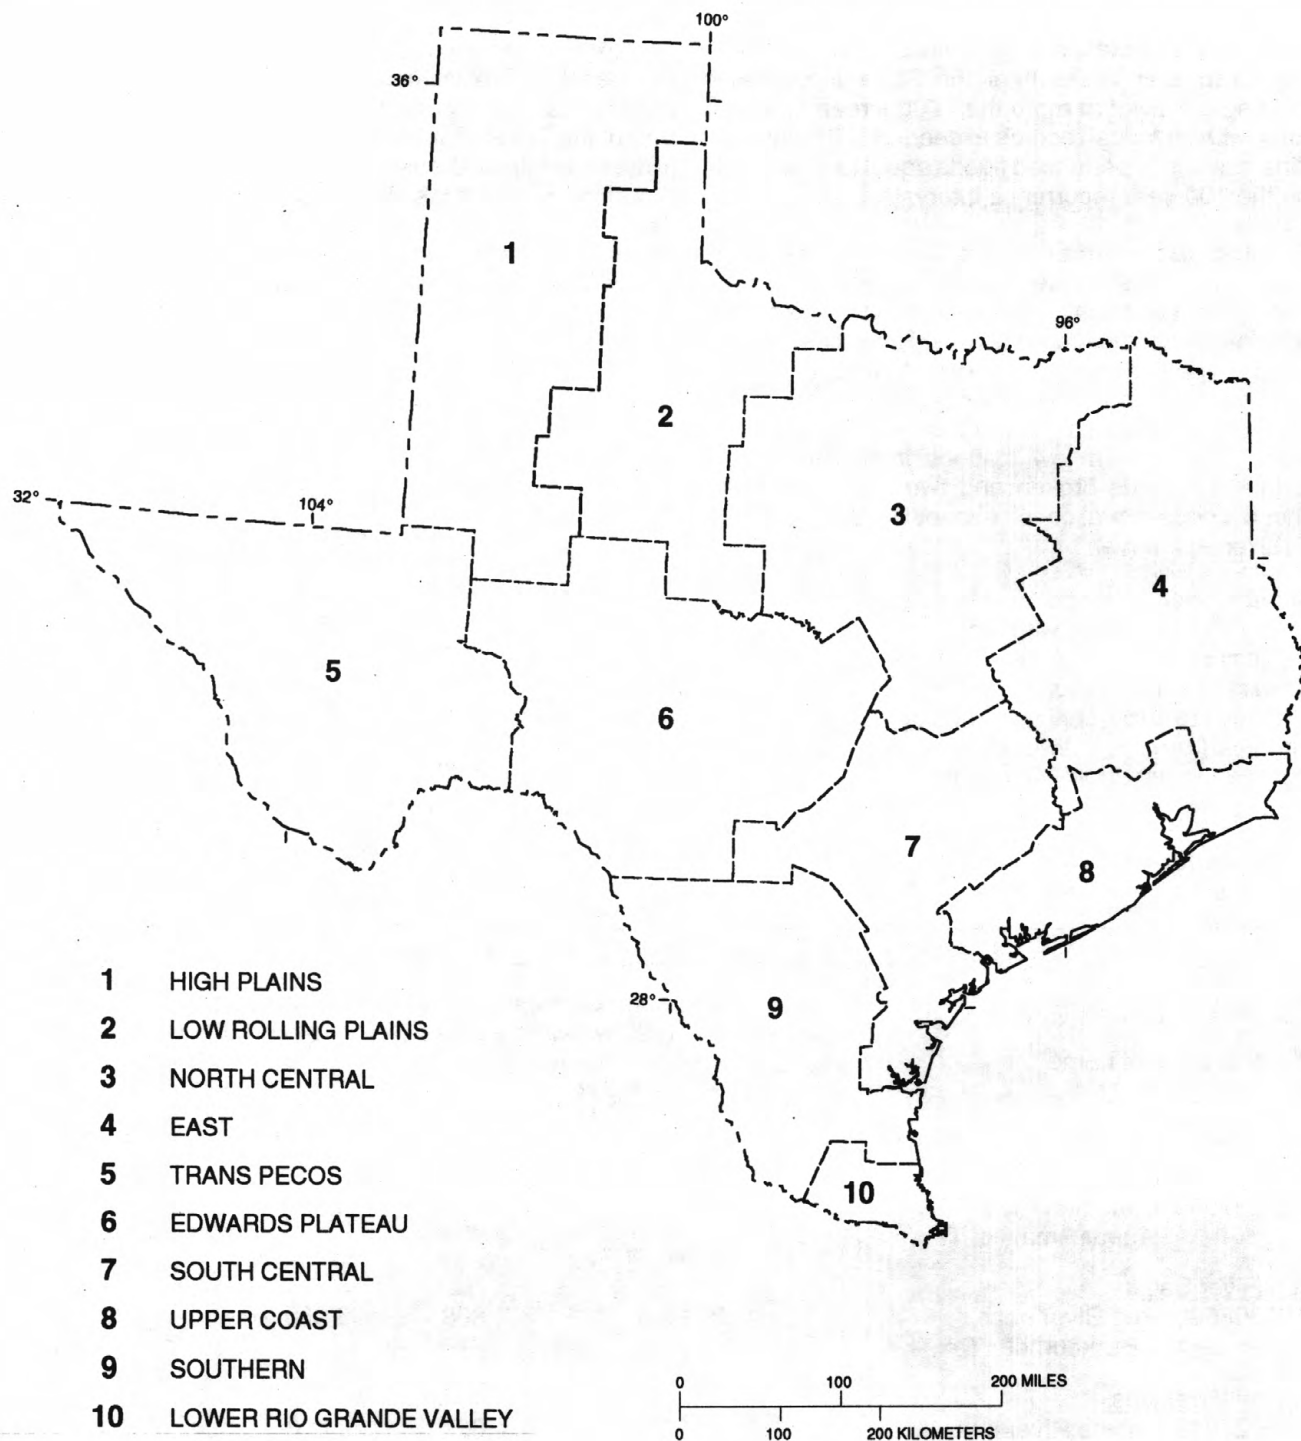 100°
36°
1
96°
2
32°
104°
3
4
5
6
7
8
28°
9
10
1 HIGH PLAINS
2 LOW ROLLING PLAINS
3 NORTH CENTRAL
4 EAST
5 TRANS PECOS
6 EDWARDS PLATEAU
7 SOUTH CENTRAL
8 UPPER COAST
9 SOUTHERN
10 LOWER RIO GRANDE VALLEY
0 100 200 MILES
0 100 200 KILOMETERS